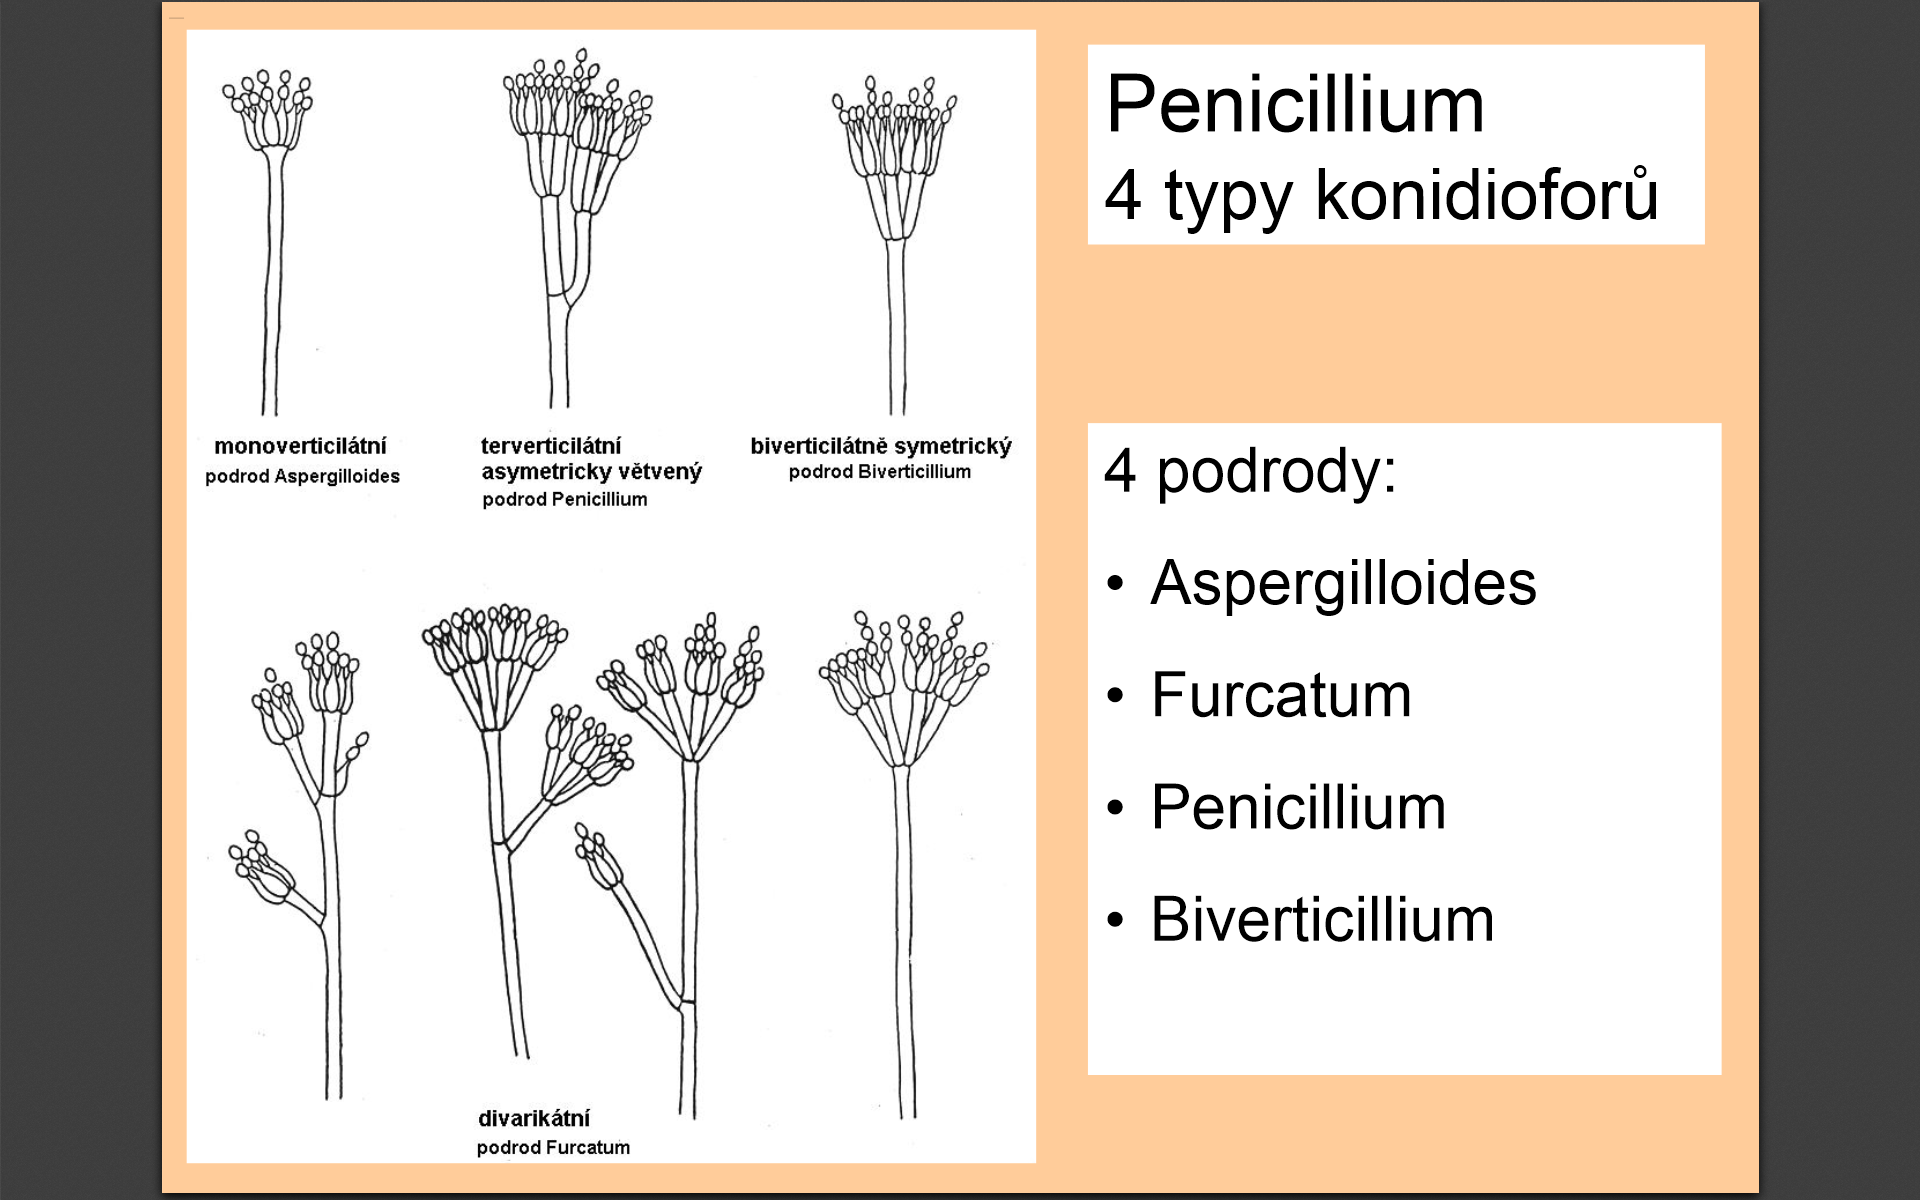 Penicillium
4 typy konidioforů
monoverticilátní
podrod Aspergilloides
terverticilátní
asymetricky větvený
podrod Penicillium
biverticilátně symetrický
podrod Biverticillium
divarikátní
podrod Furcatum
4 podrody:
• Aspergilloides
• Furcatum
• Penicillium
• Biverticillium